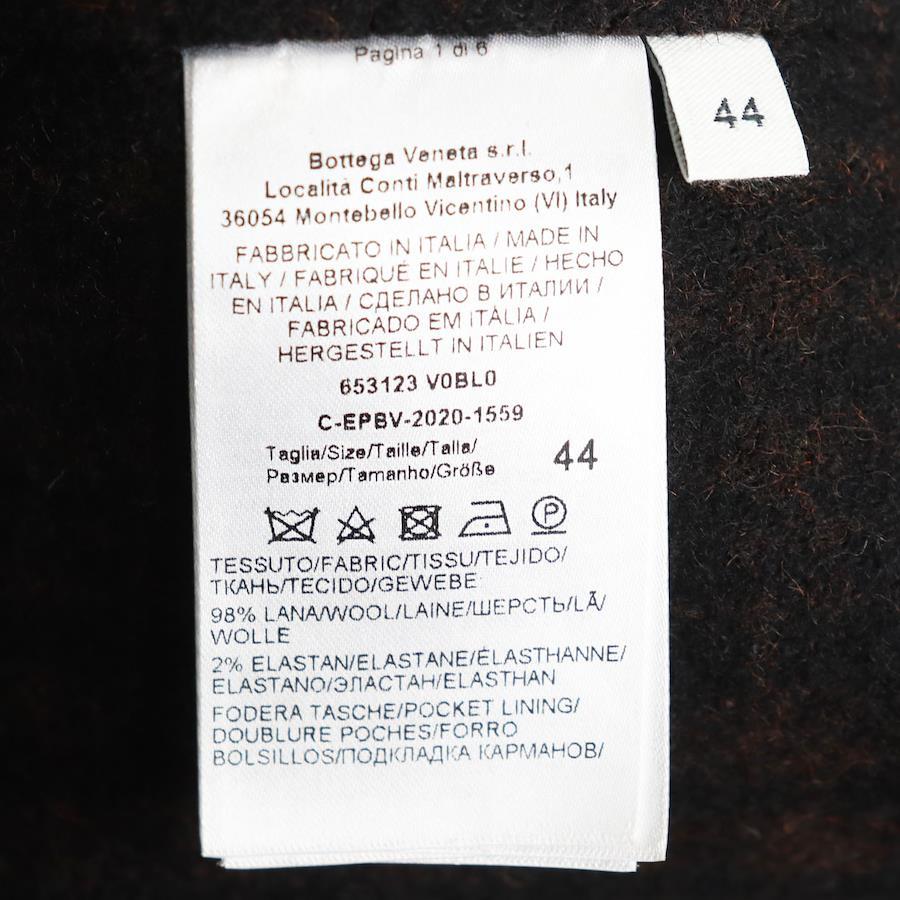 Pagina 1 di 6
44
Bottega Veneta s.r.l.
Località Conti Maltraverso,1
36054 Montebello Vicentino (VI) Italy
FABBRICATO IN ITALIA / MADE IN
ITALY / FABRIQUÉ EN ITALIE / HECHO
EN ITALIA / СДЕЛАНО В ИТАЛИИ /
FABRICADO EM ITÁLIA /
HERGESTELLT IN ITALIEN
653123 V0BL0
C-EPBV-2020-1559
Taglia/Size/Taille/Talla/
Размер/Tamanho/Größe 44
P
TESSUTO/FABRIC/TISSU/TEJIDO/
ТКАНЬ/TECIDO/GEWEBE:
98% LANA/WOOL/LAINE/ШЕРСТЬ/LÃ/
WOLLE
2% ELASTAN/ELASTANE/ÉLASTHANNE/
ELASTANO/ЭЛАСТАН/ELASTHAN
FODERA TASCHE/POCKET LINING/
DOUBLURE POCHES/FORRO
BOLSILLOS/ПОДКЛАДКА КАРМАНОВ/